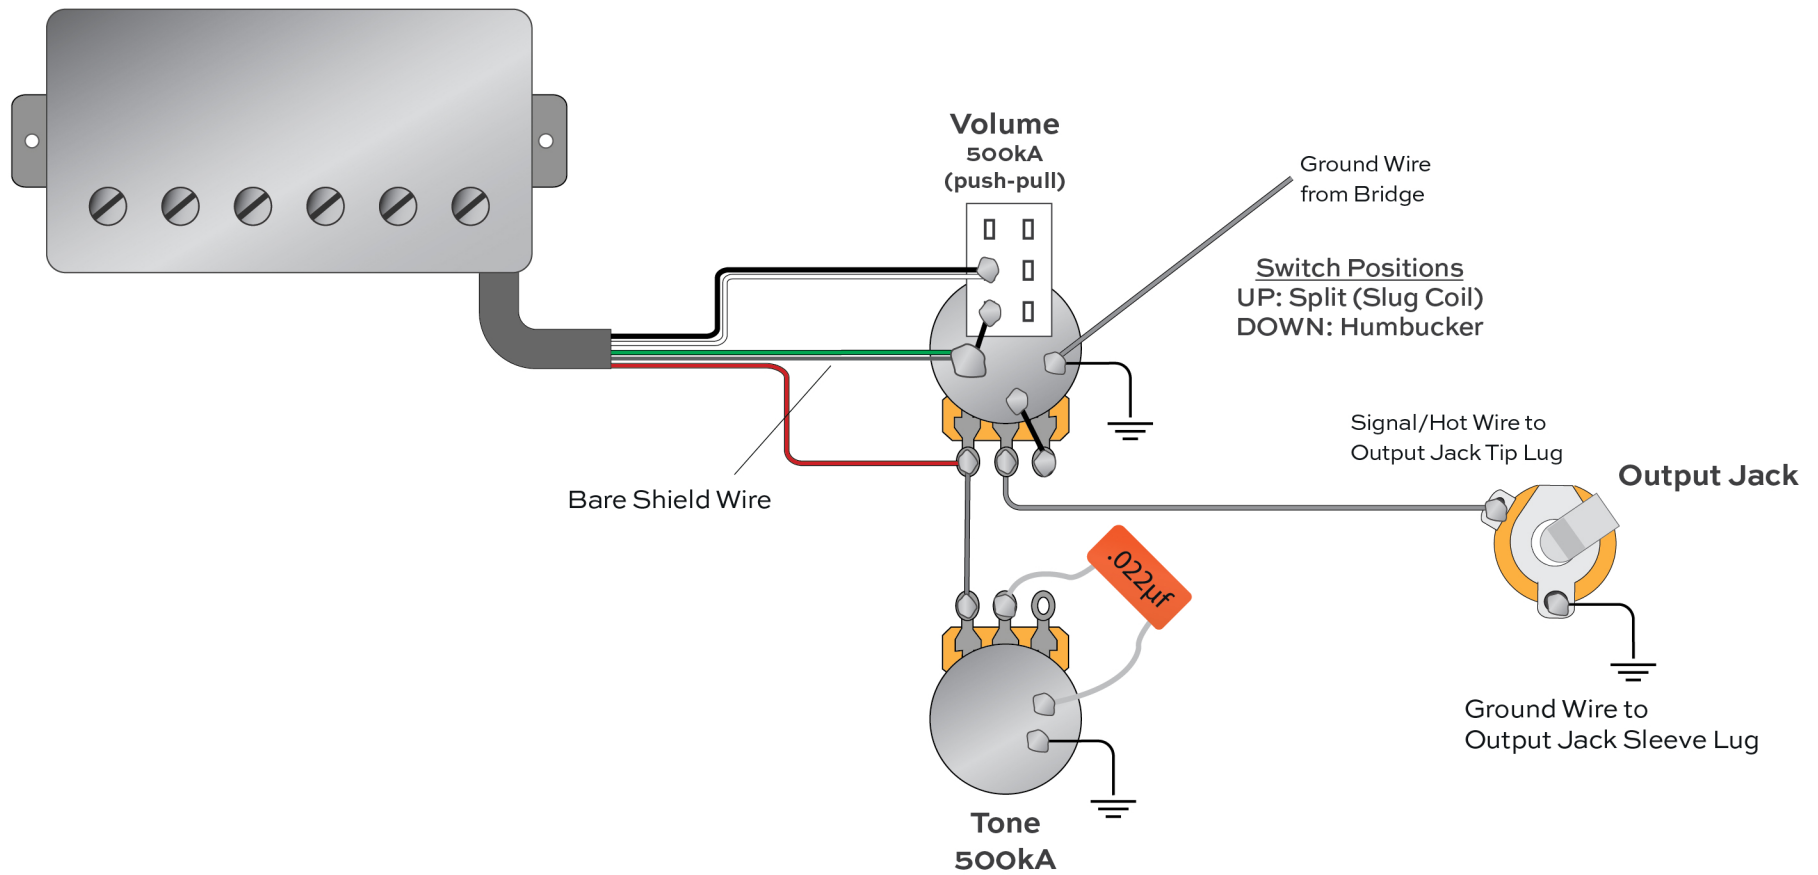 Volume
500kA
(push-pull)
Ground Wire
from Bridge
Switch Positions
UP: Split (Slug Coil)
DOWN: Humbucker
Signal/Hot Wire to
Output Jack Tip Lug
Output Jack
Bare Shield Wire
.022µf
Ground Wire to
Output Jack Sleeve Lug
Tone
500kA